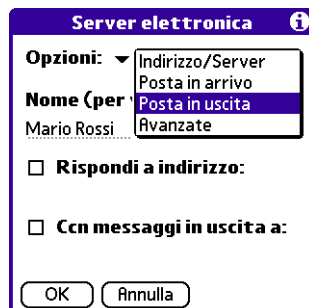 Server elettronica
Opzioni:
Indirizzo/Server
Posta in arrivo
Posta in uscita
Avanzate
Nome (per
Mario Rossi
Rispondi a indirizzo:
Ccn messaggi in uscita a:
OK Annulla